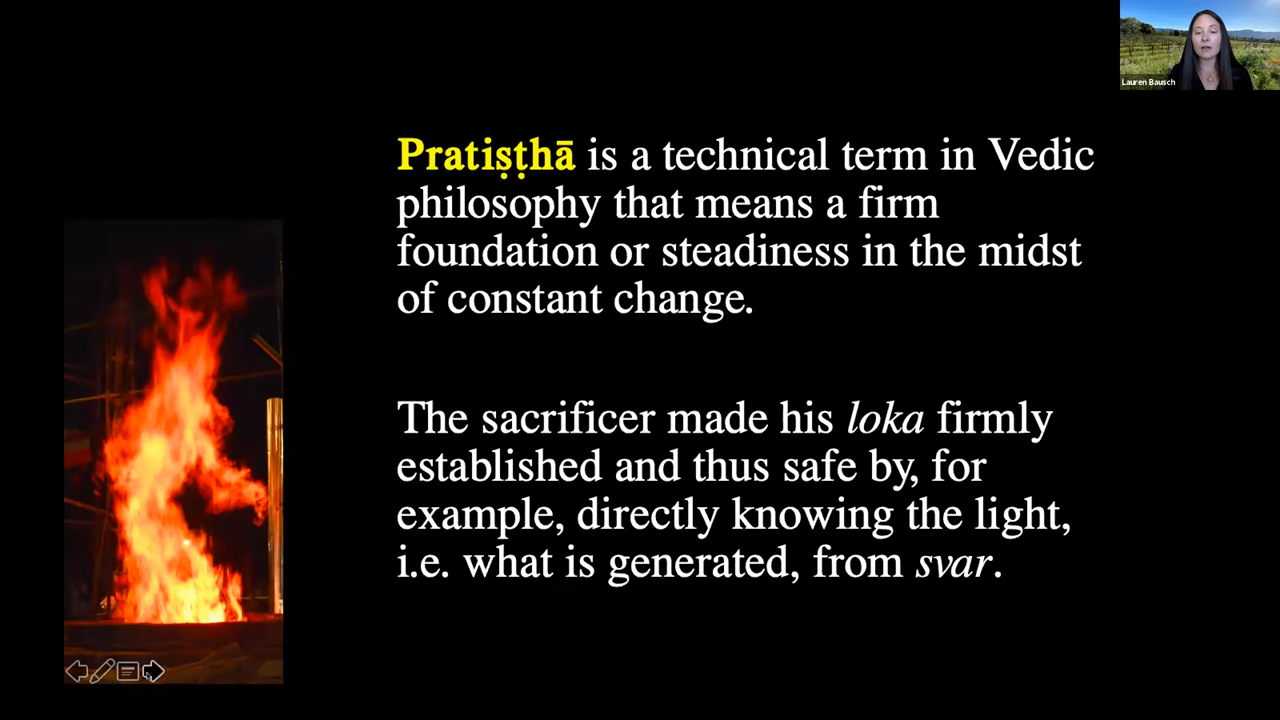 Lauren Bausch
Pratiṣṭhā is a technical term in Vedic
philosophy that means a firm
foundation or steadiness in the midst
of constant change.
The sacrificer made his loka firmly
established and thus safe by, for
example, directly knowing the light,
i.e. what is generated, from svar.